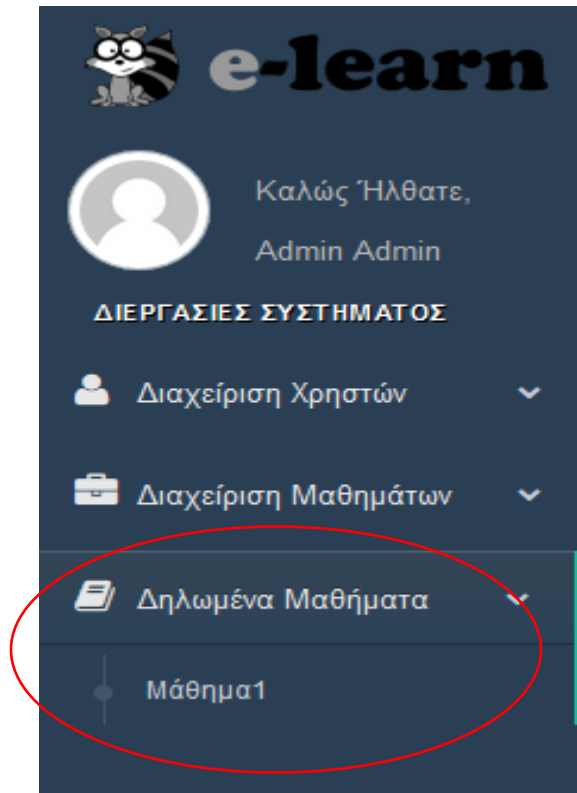 e-learn
Καλώς Ήλθατε,
Admin Admin
ΔΙΕΡΓΑΣΙΕΣ ΣΥΣΤΗΜΑΤΟΣ
Διαχείριση Χρηστών
Διαχείριση Μαθημάτων
Δηλωμένα Μαθήματα
Μάθημα1